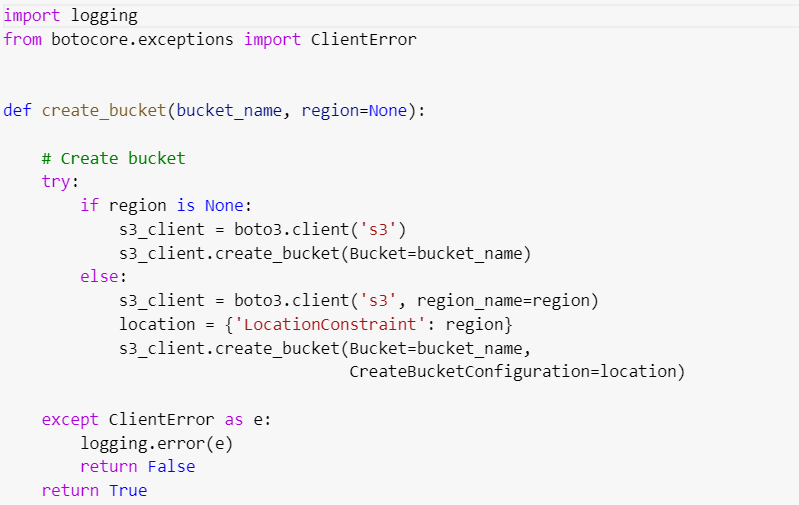 import logging
from botocore.exceptions import ClientError
def create_bucket(bucket_name, region=None):
    # Create bucket
    try:
        if region is None:
            s3_client = boto3.client('s3')
            s3_client.create_bucket(Bucket=bucket_name)
        else:
            s3_client = boto3.client('s3', region_name=region)
            location = {'LocationConstraint': region}
            s3_client.create_bucket(Bucket=bucket_name,
                                    CreateBucketConfiguration=location)
    except ClientError as e:
        logging.error(e)
        return False
    return True